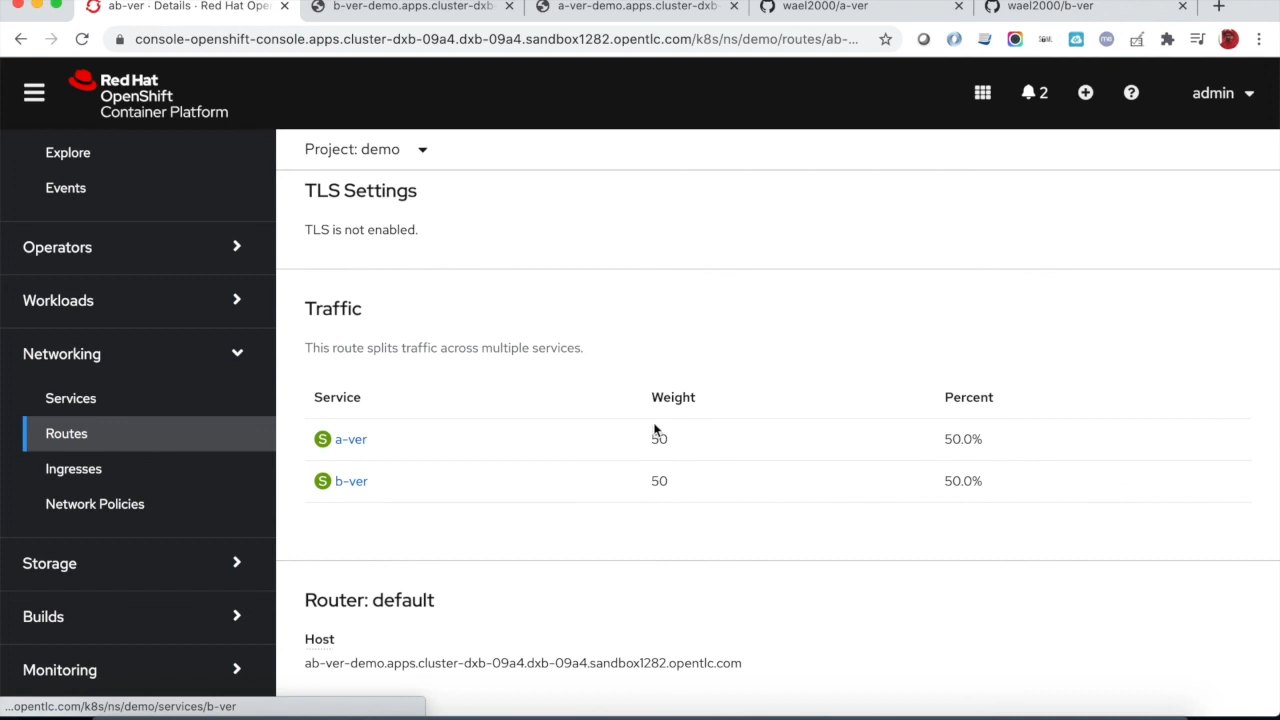 ab-ver · Details · Red Hat Ope
b-ver-demo.apps.cluster-dxb
a-ver-demo.apps.cluster-dxb-
wael2000/a-ver
wael2000/b-ver
console-openshift-console.apps.cluster-dxb-09a4.dxb-09a4.sandbox1282.opentlc.com/k8s/ns/demo/routes/ab-...
Red Hat
OpenShift
Container Platform
2
admin
Explore
Events
Operators
Workloads
Networking
Services
Routes
Ingresses
Network Policies
Storage
Builds
Monitoring
Project: demo
TLS Settings
TLS is not enabled.
Traffic
This route splits traffic across multiple services.
Service Weight Percent
S a-ver 50 50.0%
S b-ver 50 50.0%
Router: default
Host
ab-ver-demo.apps.cluster-dxb-09a4.dxb-09a4.sandbox1282.opentlc.com
...opentlc.com/k8s/ns/demo/services/b-ver